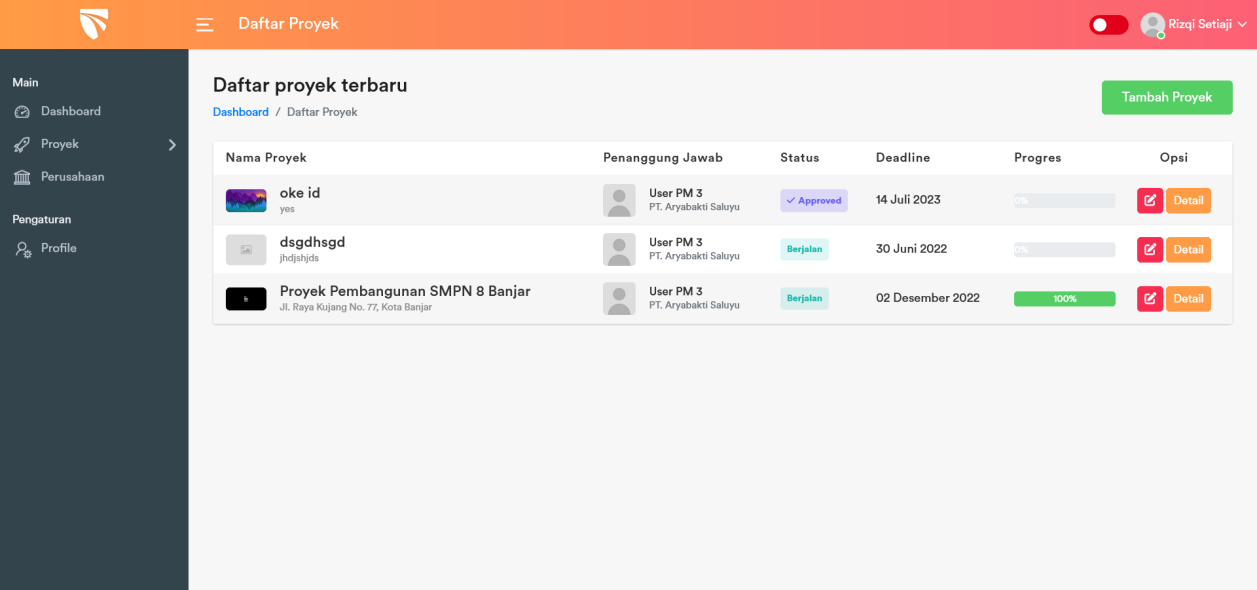 Daftar Proyek
Rizqi Setiaji
Main
Dashboard
Proyek
Perusahaan
Pengaturan
Profile
Daftar proyek terbaru
Dashboard / Daftar Proyek
Tambah Proyek
Nama Proyek Penanggung Jawab Status Deadline Progres Opsi
oke id
yes
User PM 3
PT. Aryabakti Saluyu
Approved
14 Juli 2023
0%
Detail
dsgdhsgd
jhdjshjds
User PM 3
PT. Aryabakti Saluyu
Berjalan
30 Juni 2022
0%
Detail
Proyek Pembangunan SMPN 8 Banjar
Jl. Raya Kujang No. 77, Kota Banjar
User PM 3
PT. Aryabakti Saluyu
Berjalan
02 Desember 2022
100%
Detail